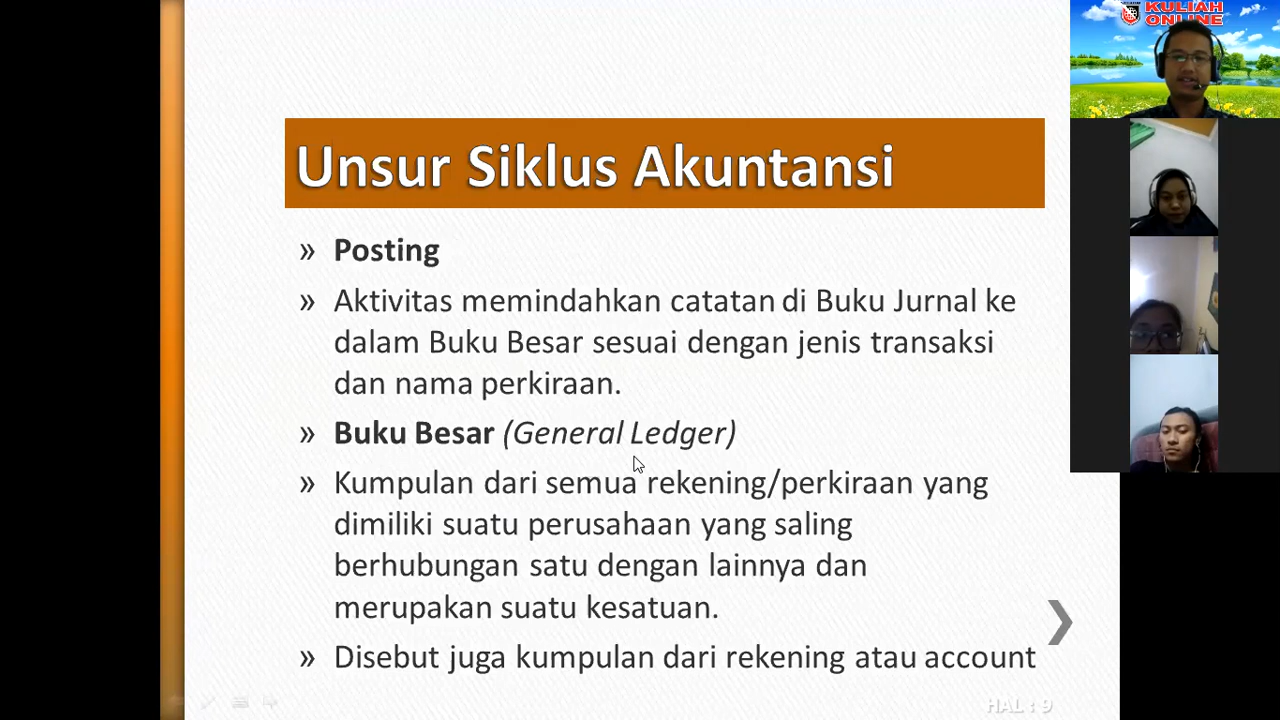 KULIAH
ONLINE
Unsur Siklus Akuntansi
» Posting
» Aktivitas memindahkan catatan di Buku Jurnal ke
dalam Buku Besar sesuai dengan jenis transaksi
dan nama perkiraan.
» Buku Besar (General Ledger)
» Kumpulan dari semua rekening/perkiraan yang
dimiliki suatu perusahaan yang saling
berhubungan satu dengan lainnya dan
merupakan suatu kesatuan.
» Disebut juga kumpulan dari rekening atau account
HAL : 9